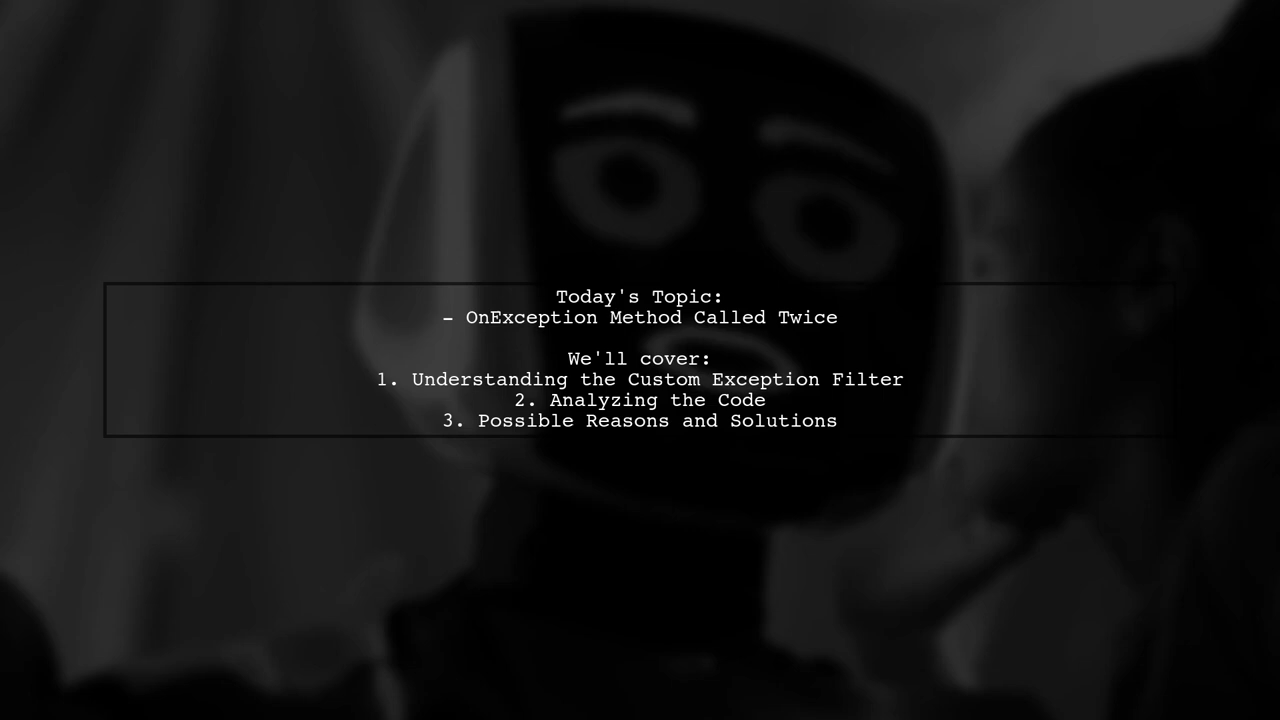 Today's Topic:
- OnException Method Called Twice
We'll cover:
1. Understanding the Custom Exception Filter
2. Analyzing the Code
3. Possible Reasons and Solutions